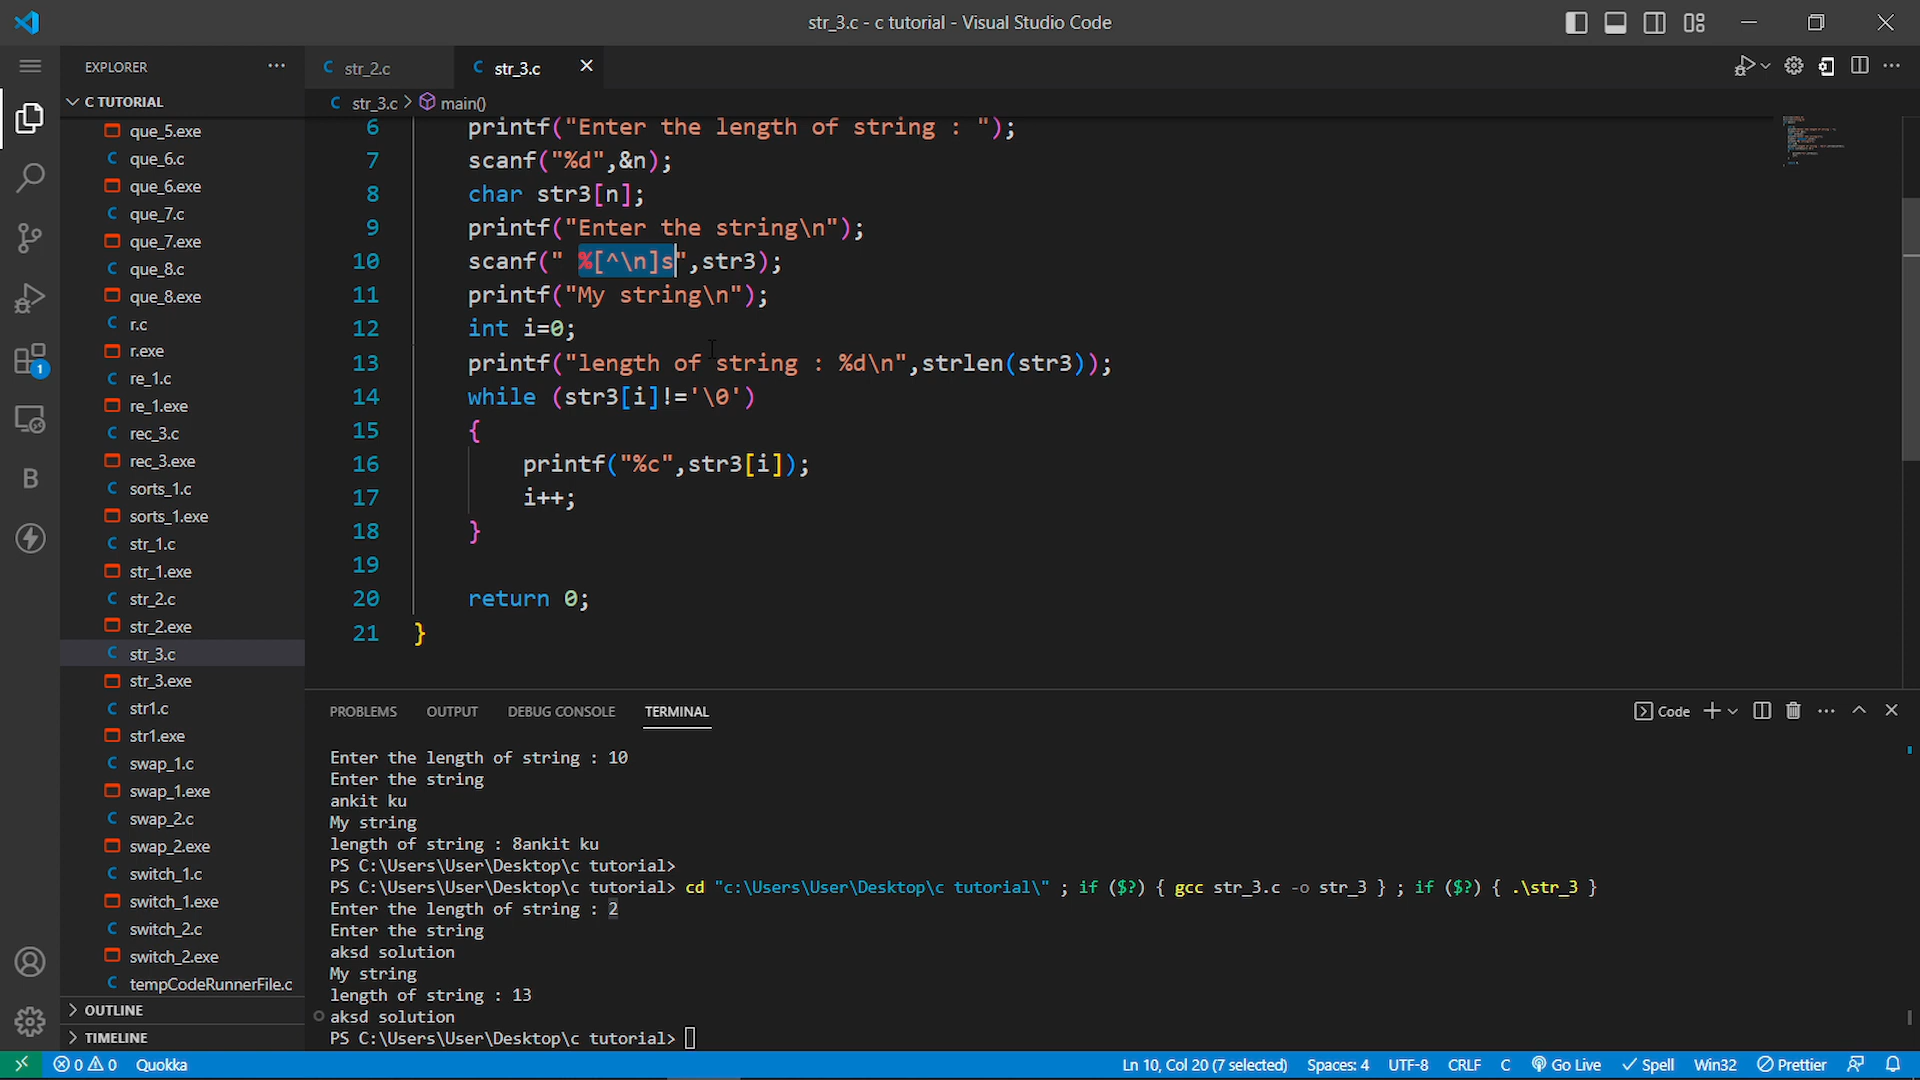 str_3.c - c tutorial - Visual Studio Code
EXPLORER
C TUTORIAL
que_5.exe
que_6.c
que_6.exe
que_7.c
que_7.exe
que_8.c
que_8.exe
r.c
r.exe
re_1.c
re_1.exe
rec_3.c
rec_3.exe
sorts_1.c
sorts_1.exe
str_1.c
str_1.exe
str_2.c
str_2.exe
str_3.c
str_3.exe
str1.c
str1.exe
swap_1.c
swap_1.exe
swap_2.c
swap_2.exe
switch_1.c
switch_1.exe
switch_2.c
switch_2.exe
tempCodeRunnerFile.c
OUTLINE
TIMELINE
1
B
C str_2.c
C str_3.c
C str_3.c > main()
6 printf("Enter the length of string : ");
7 scanf("%d",&n);
8 char str3[n];
9 printf("Enter the string\n");
10 scanf(" %[^\n]s",str3);
11 printf("My string\n");
12 int i=0;
13 printf("length of string : %d\n",strlen(str3));
14 while (str3[i]!='\0')
15 {
16 printf("%c",str3[i]);
17 i++;
18 }
19
20 return 0;
21 }
PROBLEMS OUTPUT DEBUG CONSOLE TERMINAL
Code
Enter the length of string : 10
Enter the string
ankit ku
My string
length of string : 8ankit ku
PS C:\Users\User\Desktop\c tutorial>
PS C:\Users\User\Desktop\c tutorial> cd "c:\Users\User\Desktop\c tutorial\" ; if ($?) { gcc str_3.c -o str_3 } ; if ($?) { .\str_3 }
Enter the length of string : 2
Enter the string
aksd solution
My string
length of string : 13
aksd solution
PS C:\Users\User\Desktop\c tutorial>
0 0 Quokka
Ln 10, Col 20 (7 selected) Spaces: 4 UTF-8 CRLF C Go Live Spell Win32 Prettier